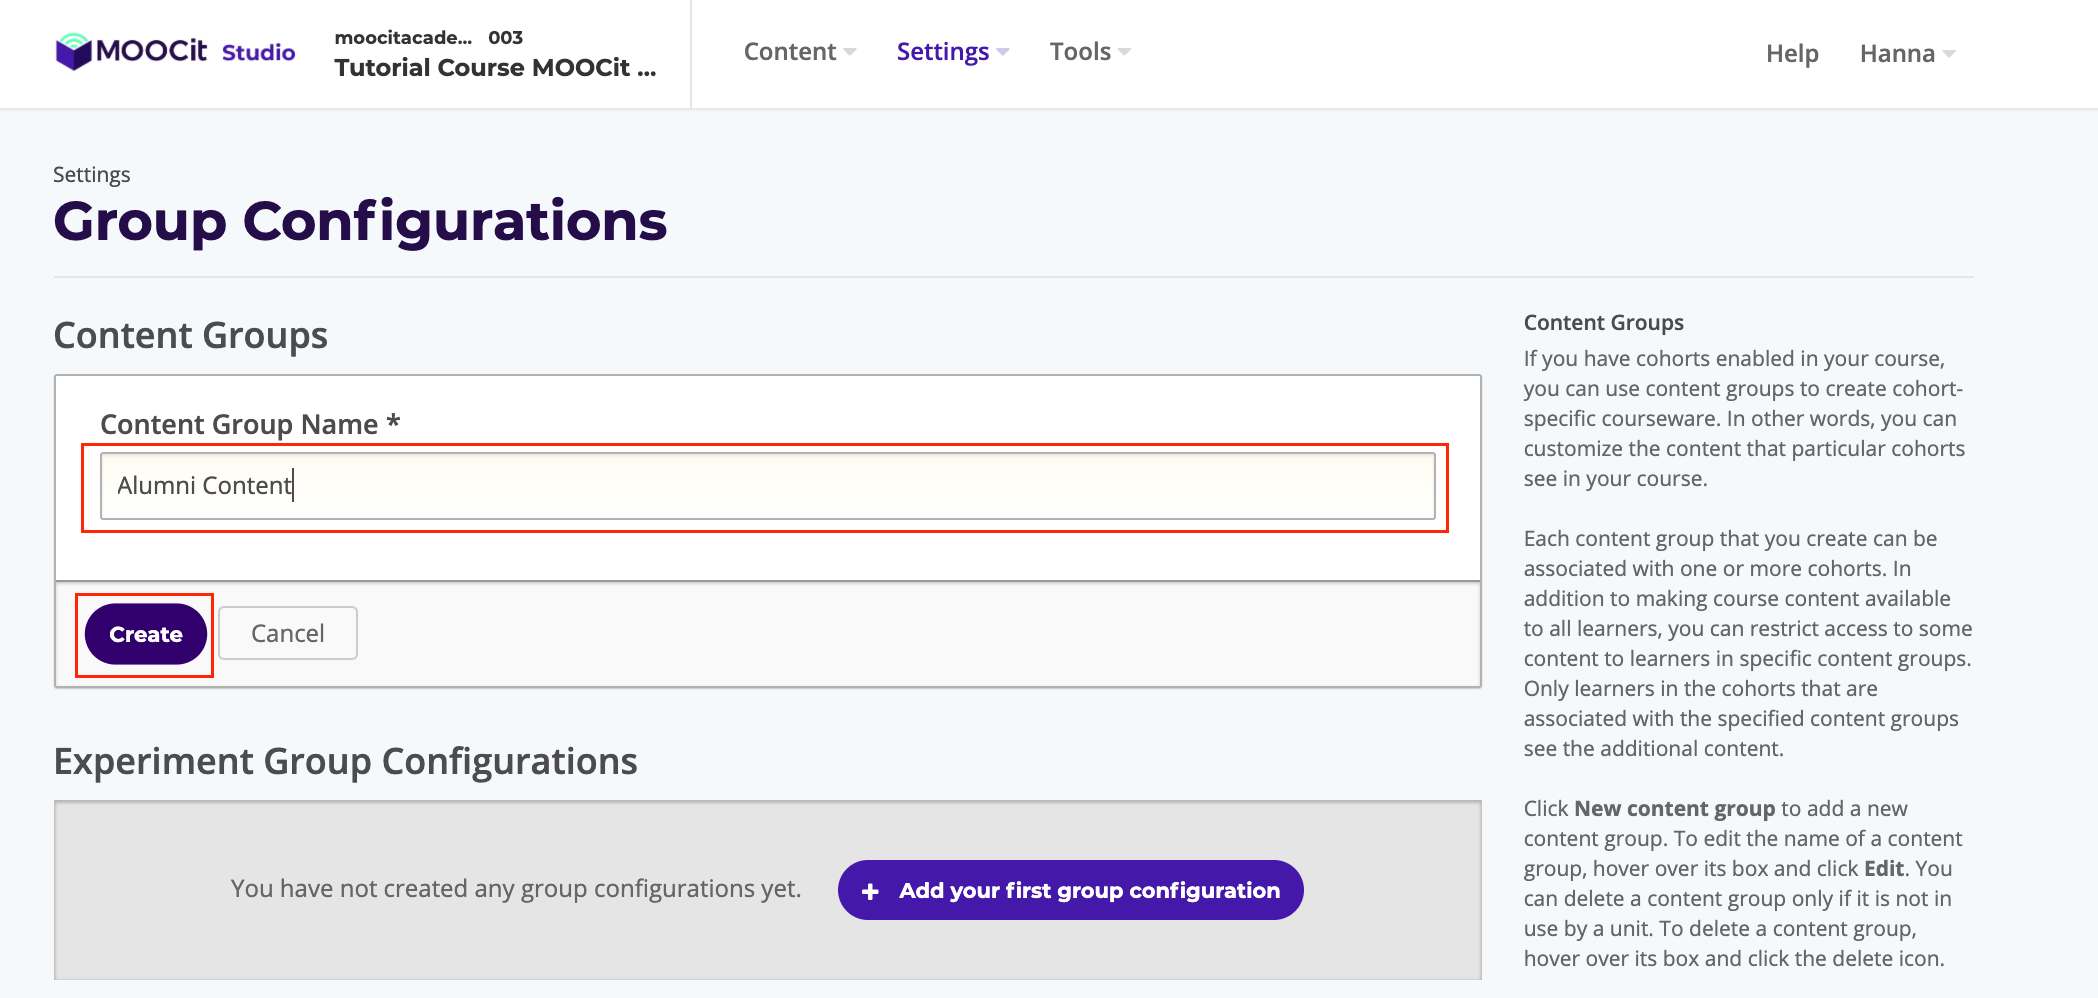 MOOCit Studio
moocitacade... 003
Tutorial Course MOOCit ...
Content
Settings
Tools
Help
Hanna
Settings
Group Configurations
Content Groups
Content Group Name *
Alumni Content
Create
Cancel
Experiment Group Configurations
You have not created any group configurations yet.
+ Add your first group configuration
Content Groups
If you have cohorts enabled in your course,
you can use content groups to create cohort-
specific courseware. In other words, you can
customize the content that particular cohorts
see in your course.
Each content group that you create can be
associated with one or more cohorts. In
addition to making course content available
to all learners, you can restrict access to some
content to learners in specific content groups.
Only learners in the cohorts that are
associated with the specified content groups
see the additional content.
Click New content group to add a new
content group. To edit the name of a content
group, hover over its box and click Edit. You
can delete a content group only if it is not in
use by a unit. To delete a content group,
hover over its box and click the delete icon.